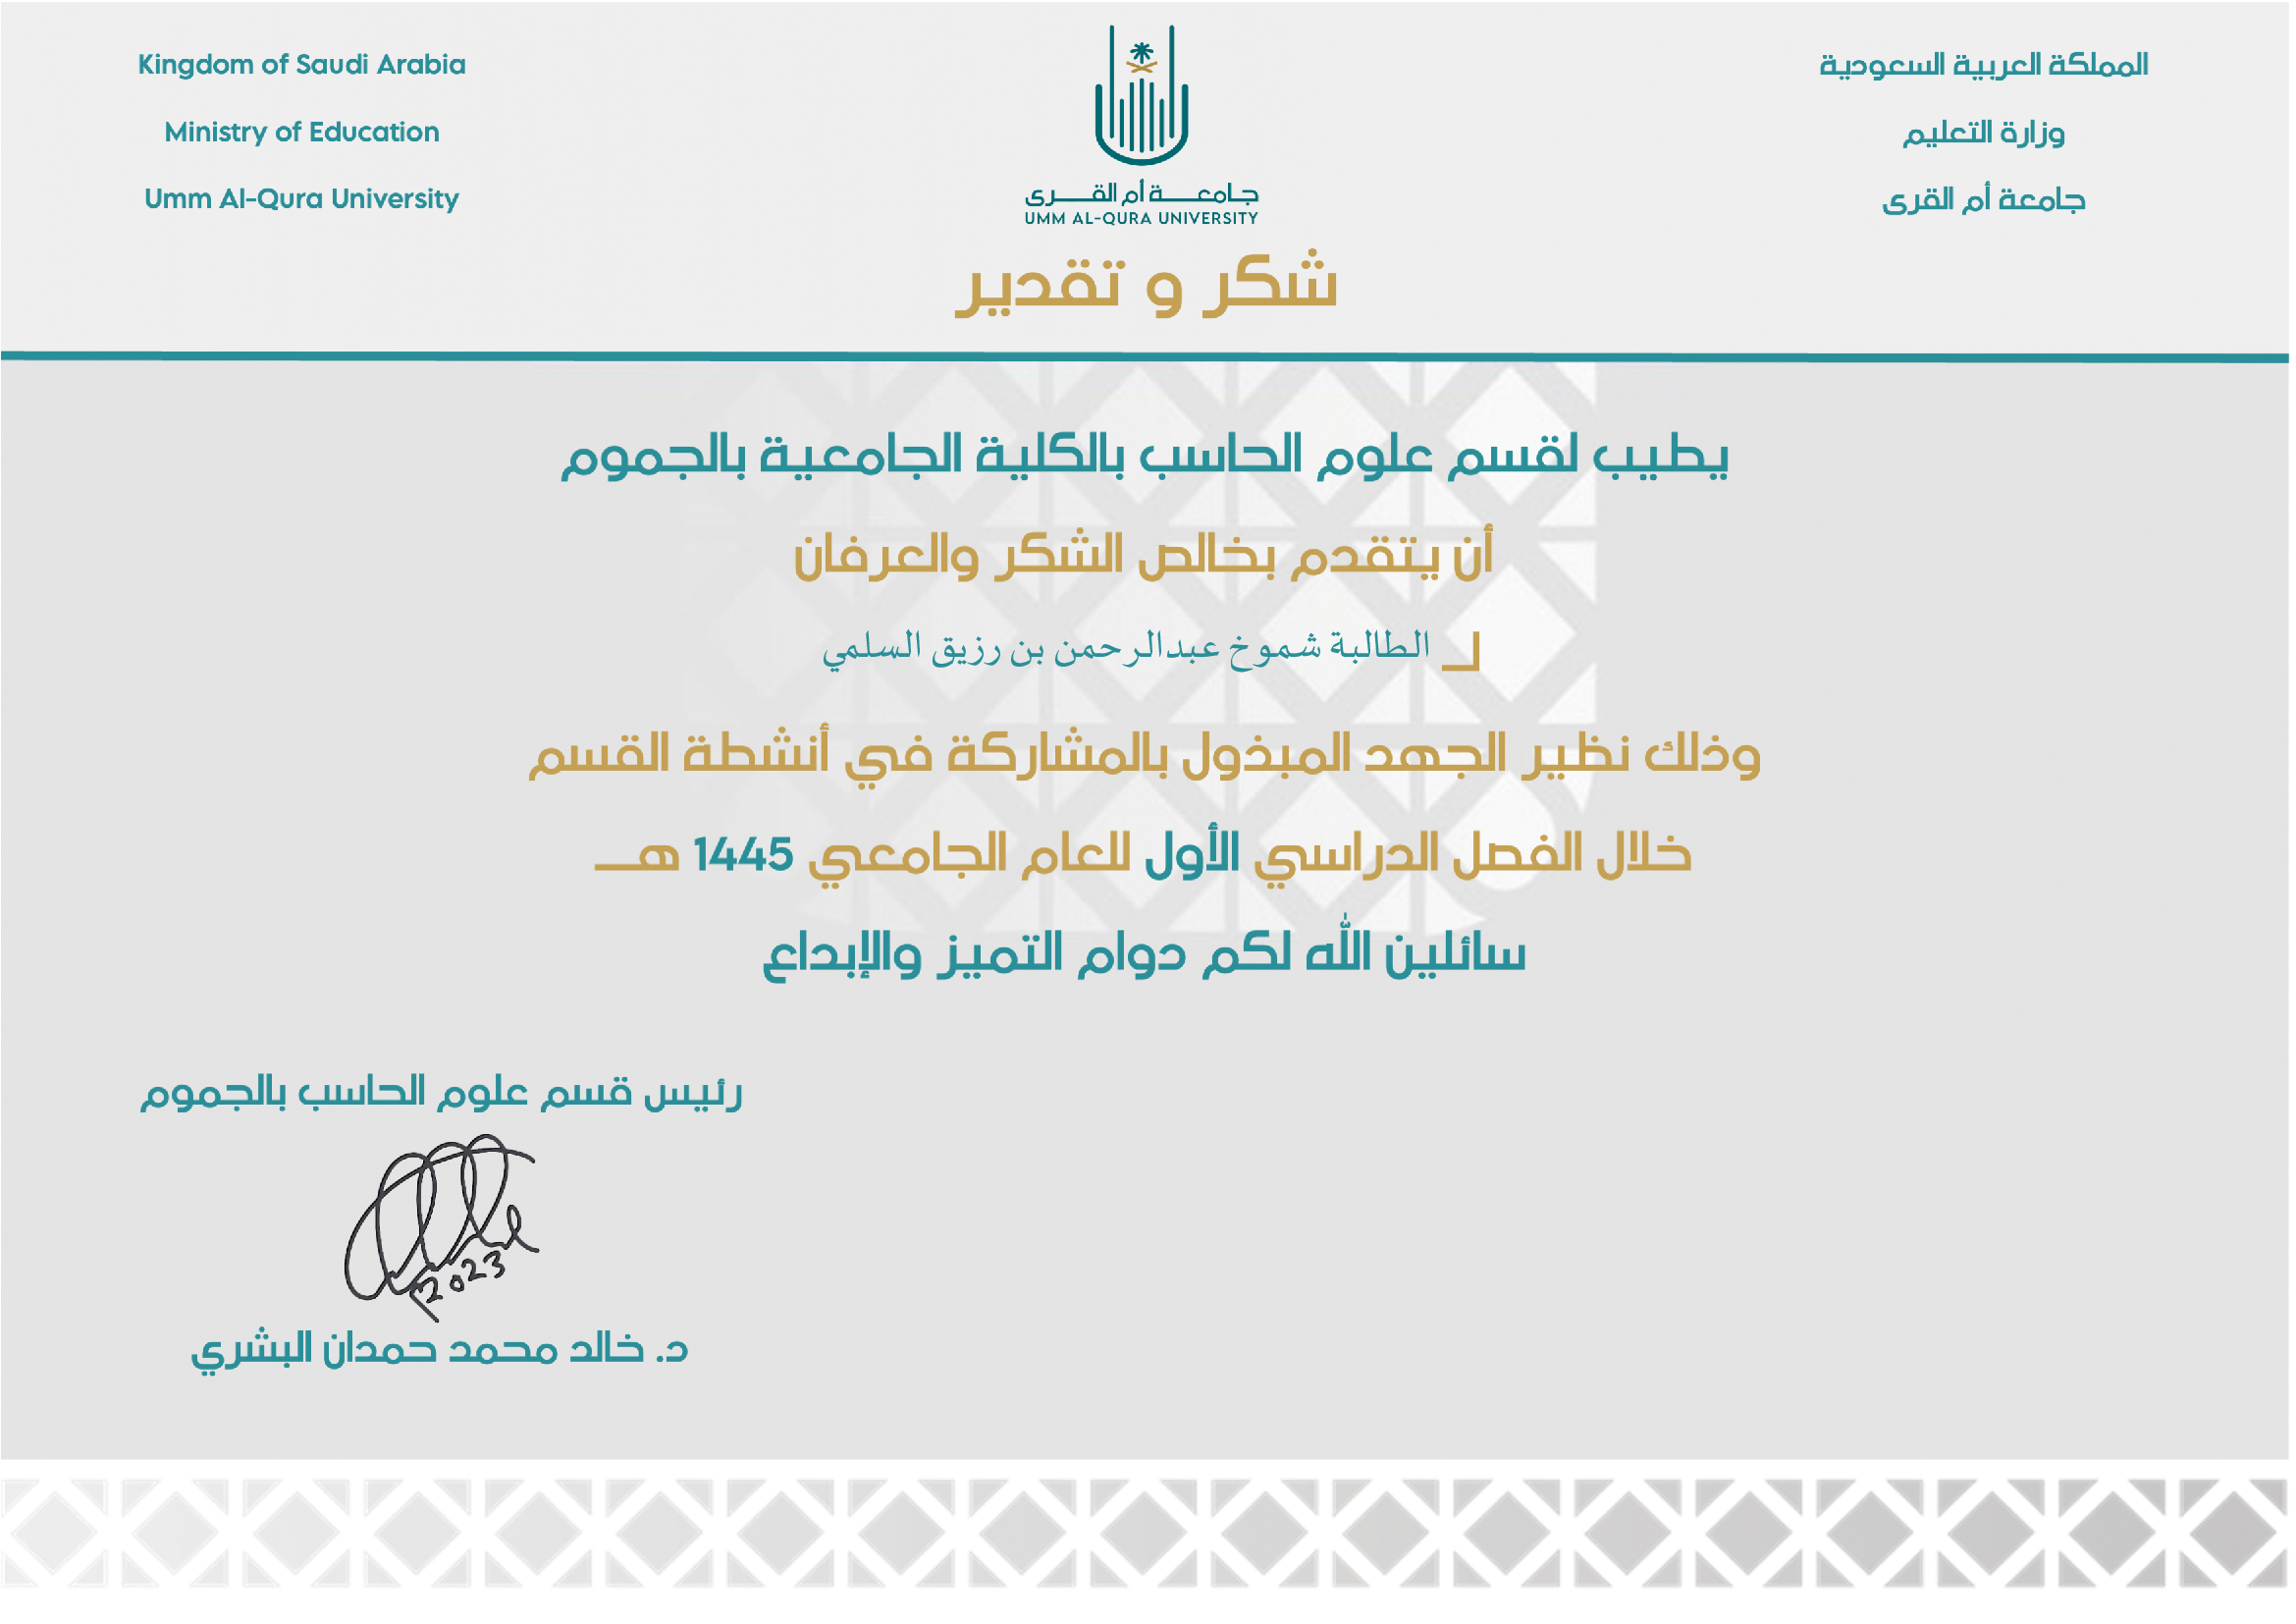 المملكة العربية السعودية
وزارة التعليم
جامعة أم القرى
Kingdom of Saudi Arabia
Ministry of Education
Umm Al-Qura University
جـامعـــة أم القــــرى
UMM AL-QURA UNIVERSITY
شكر و تقدير
يطيب لقسم علوم الحاسب بالكلية الجامعية بالجموم
أن يتقدم بخالص الشكر والعرفان
لـ الطالبة شموخ عبدالرحمن بن رزيق السلمي
وذلك نظير الجهد المبذول بالمشاركة في أنشطة القسم
خلال الفصل الدراسي الأول للعام الجامعي 1445 هــ
سائلين الله لكم دوام التميز والإبداع
رئيس قسم علوم الحاسب بالجموم
2023
د. خالد محمد حمدان البشري